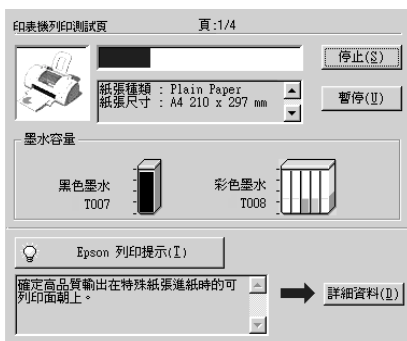 印表機列印測試頁
頁:1/4
停止(S)
紙張種類 : Plain Paper
紙張尺寸 : A4 210 x 297 mm
暫停(U)
墨水容量
黑色墨水
T007
彩色墨水
T008
Epson 列印提示(I)
確定高品質輸出在特殊紙張進紙時的可
列印面朝上。
詳細資料(D)